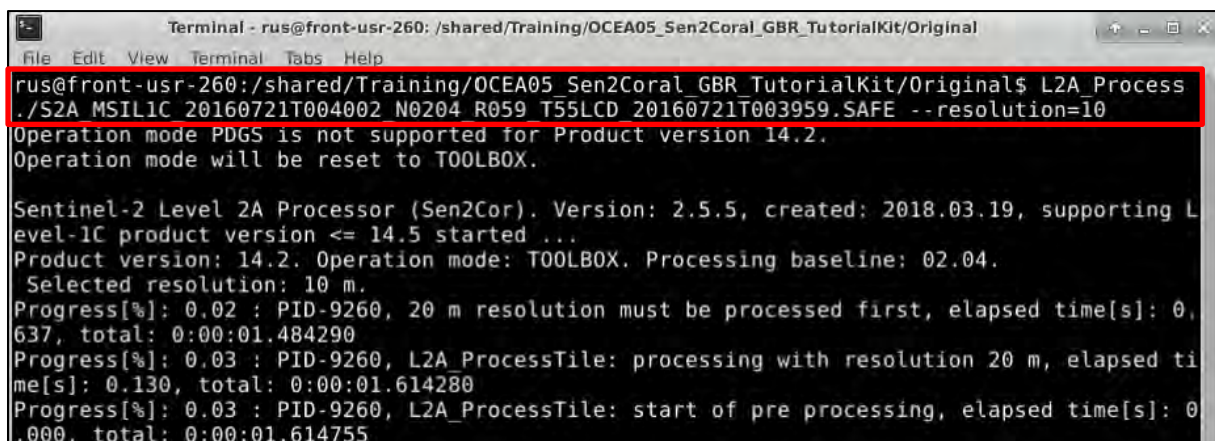 Terminal - rus@front-usr-260: /shared/Training/OCEA05_Sen2Coral_GBR_TutorialKit/Original
File Edit View Terminal Tabs Help
rus@front-usr-260:/shared/Training/OCEA05_Sen2Coral_GBR_TutorialKit/Original$ L2A_Process
./S2A_MSIL1C_20160721T004002_N0204_R059_T55LCD_20160721T003959.SAFE --resolution=10
Operation mode PDGS is not supported for Product version 14.2.
Operation mode will be reset to TOOLBOX.
Sentinel-2 Level 2A Processor (Sen2Cor). Version: 2.5.5, created: 2018.03.19, supporting L
evel-1C product version <= 14.5 started ...
Product version: 14.2. Operation mode: TOOLBOX. Processing baseline: 02.04.
Selected resolution: 10 m.
Progress[%]: 0.02 : PID-9260, 20 m resolution must be processed first, elapsed time[s]: 0.
637, total: 0:00:01.484290
Progress[%]: 0.03 : PID-9260, L2A_ProcessTile: processing with resolution 20 m, elapsed ti
me[s]: 0.130, total: 0:00:01.614280
Progress[%]: 0.03 : PID-9260, L2A_ProcessTile: start of pre processing, elapsed time[s]: 0
.000, total: 0:00:01.614755